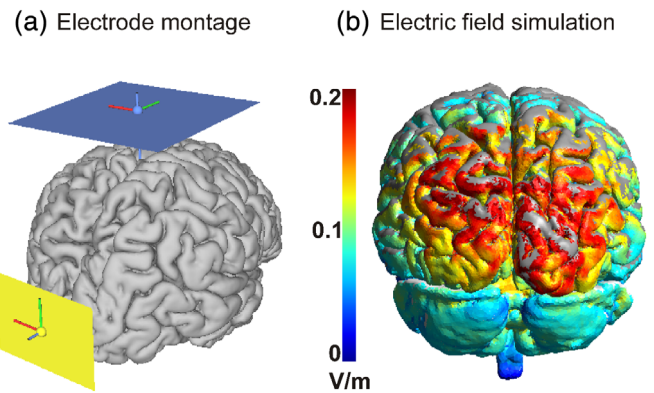 (a) Electrode montage
(b) Electric field simulation
0.2
0.1
0
V/m